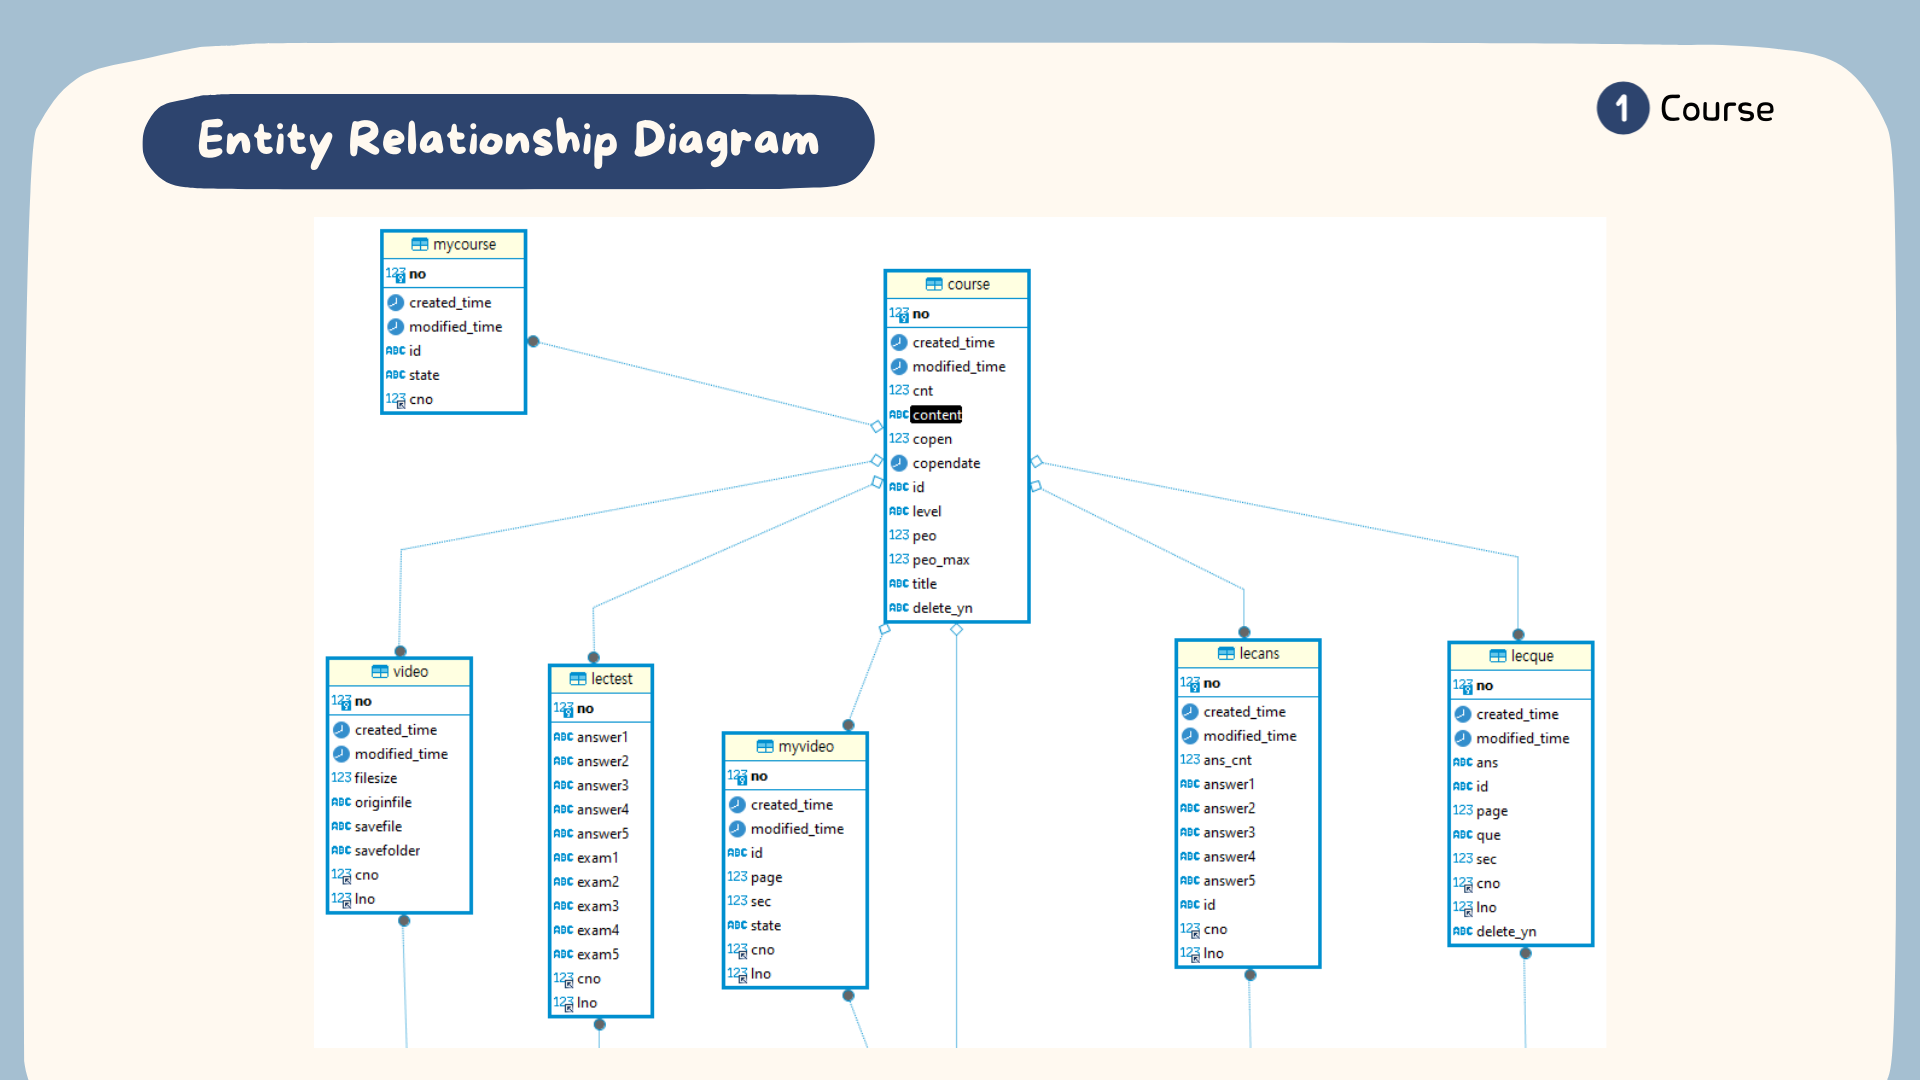 Entity Relationship Diagram
1 Course
mycourse
123 no
created_time
modified_time
ABC id
ABC state
123 cno
course
123 no
created_time
modified_time
123 cnt
ABC content
123 copen
copendate
ABC id
ABC level
123 peo
123 peo_max
ABC title
ABC delete_yn
video
123 no
created_time
modified_time
123 filesize
ABC originfile
ABC savefile
ABC savefolder
123 cno
123 lno
lectest
123 no
ABC answer1
ABC answer2
ABC answer3
ABC answer4
ABC answer5
ABC exam1
ABC exam2
ABC exam3
ABC exam4
ABC exam5
123 cno
123 lno
myvideo
123 no
created_time
modified_time
ABC id
123 page
123 sec
ABC state
123 cno
123 lno
lecans
123 no
created_time
modified_time
123 ans_cnt
ABC answer1
ABC answer2
ABC answer3
ABC answer4
ABC answer5
ABC id
123 cno
123 lno
lecque
123 no
created_time
modified_time
ABC ans
ABC id
123 page
ABC que
123 sec
123 cno
123 lno
ABC delete_yn